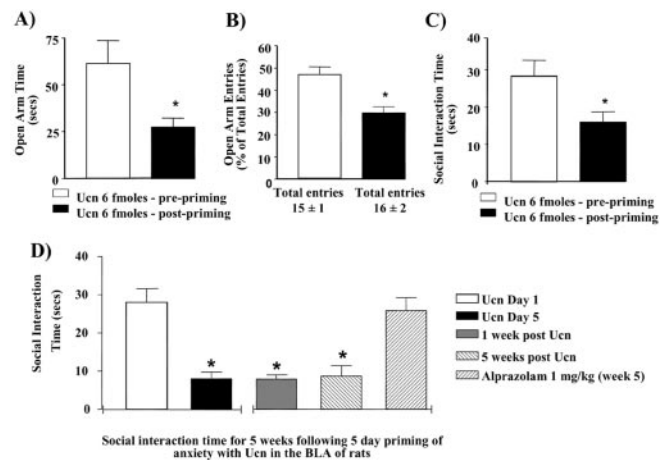 A)
Open Arm Time
(secs)
75
50
25
0
*
Ucn 6 fmoles - pre-priming
Ucn 6 fmoles - post-priming
B)
Open Arm Entries
(% of Total Entries)
60
50
40
30
20
10
0
*
Total entries
15 ± 1
Total entries
16 ± 2
C)
Social Interaction Time
(secs)
40
30
20
10
0
*
Ucn 6 fmoles - pre-priming
Ucn 6 fmoles - post-priming
D)
Social Interaction
Time (secs)
40
30
20
10
0
*
*
*
Ucn Day 1
Ucn Day 5
1 week post Ucn
5 weeks post Ucn
Alprazolam 1 mg/kg (week 5)
Social interaction time for 5 weeks following 5 day priming of
anxiety with Ucn in the BLA of rats